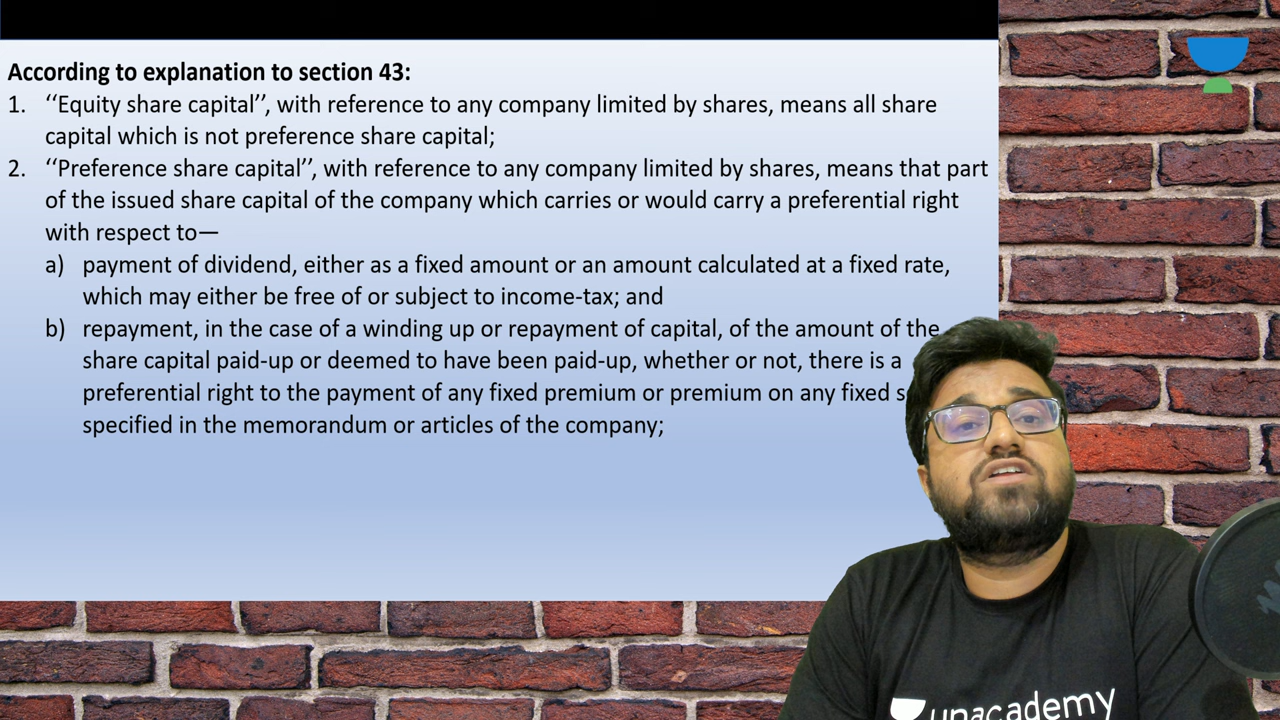 According to explanation to section 43:
1. ‘‘Equity share capital’’, with reference to any company limited by shares, means all share
capital which is not preference share capital;
2. ‘‘Preference share capital’’, with reference to any company limited by shares, means that part
of the issued share capital of the company which carries or would carry a preferential right
with respect to—
a) payment of dividend, either as a fixed amount or an amount calculated at a fixed rate,
which may either be free of or subject to income-tax; and
b) repayment, in the case of a winding up or repayment of capital, of the amount of the
share capital paid-up or deemed to have been paid-up, whether or not, there is a
preferential right to the payment of any fixed premium or premium on any fixed
specified in the memorandum or articles of the company;
unacademy